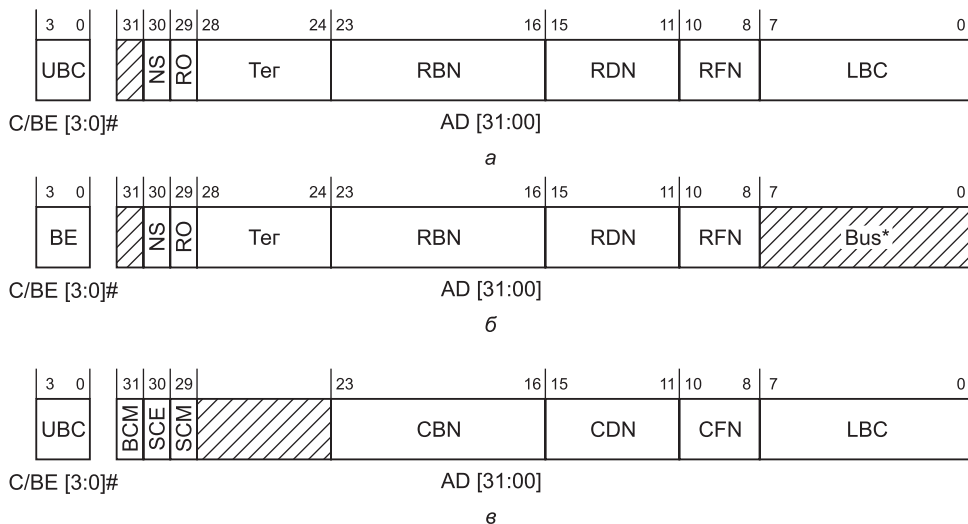 3 0 31 30 29 28 24 23 16 15 11 10 8 7 0
UBC NS RO Тег RBN RDN RFN LBC
C/BE [3:0]# AD [31:00]
а
3 0 31 30 29 28 24 23 16 15 11 10 8 7 0
BE NS RO Тег RBN RDN RFN Bus*
C/BE [3:0]# AD [31:00]
б
3 0 31 30 29 23 16 15 11 10 8 7 0
UBC BCM SCE SCM CBN CDN CFN LBC
C/BE [3:0]# AD [31:00]
в